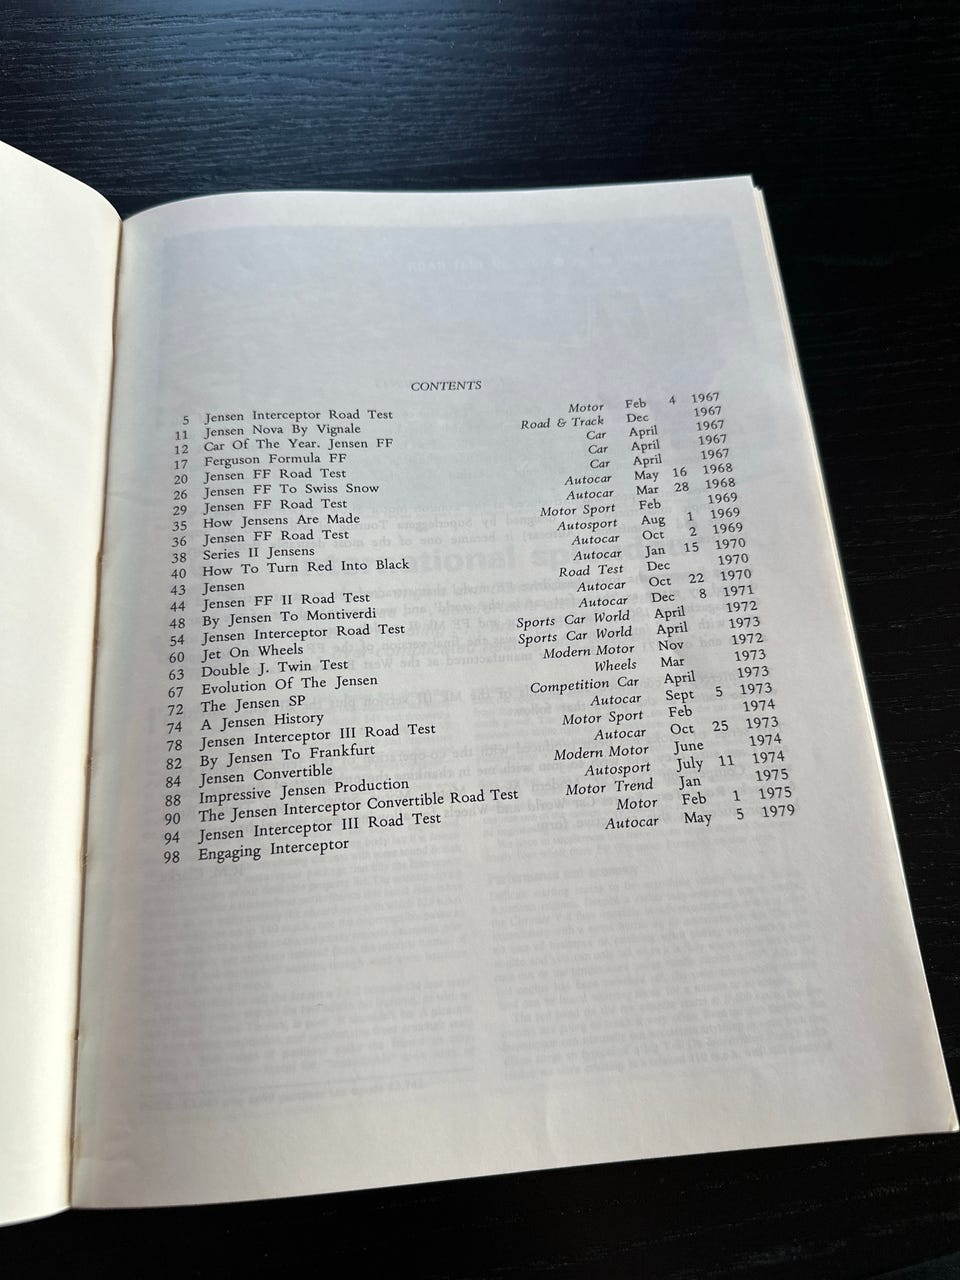 CONTENTS
5 Jensen Interceptor Road Test Motor Feb 4 1967
11 Jensen Nova By Vignale Road & Track Dec 1967
12 Car Of The Year. Jensen FF Car April 1967
17 Ferguson Formula FF Car April 1967
20 Jensen FF Road Test Car April 1967
26 Jensen FF To Swiss Snow Autocar May 16 1968
29 Jensen FF Road Test Autocar Mar 28 1968
35 How Jensens Are Made Motor Sport Feb 1969
36 Jensen FF Road Test Autosport Aug 1 1969
38 Series II Jensens Autocar Oct 2 1969
40 How To Turn Red Into Black Autocar Jan 15 1970
43 Jensen Road Test Dec 1970
44 Jensen FF II Road Test Autocar Oct 22 1970
48 By Jensen To Montiverdi Autocar Dec 8 1971
54 Jensen Interceptor Road Test Sports Car World April 1972
60 Jet On Wheels Sports Car World April 1973
63 Double J. Twin Test Modern Motor Nov 1972
67 Evolution Of The Jensen Wheels Mar 1973
72 The Jensen SP Competition Car April 1973
74 A Jensen History Autocar Sept 5 1973
78 Jensen Interceptor III Road Test Motor Sport Feb 1974
82 By Jensen To Frankfurt Autocar Oct 25 1973
84 Jensen Convertible Modern Motor June 1974
88 Impressive Jensen Production Autosport July 11 1974
90 The Jensen Interceptor Convertible Road Test Motor Trend Jan 1975
94 Jensen Interceptor III Road Test Motor Feb 1 1975
98 Engaging Interceptor Autocar May 5 1979